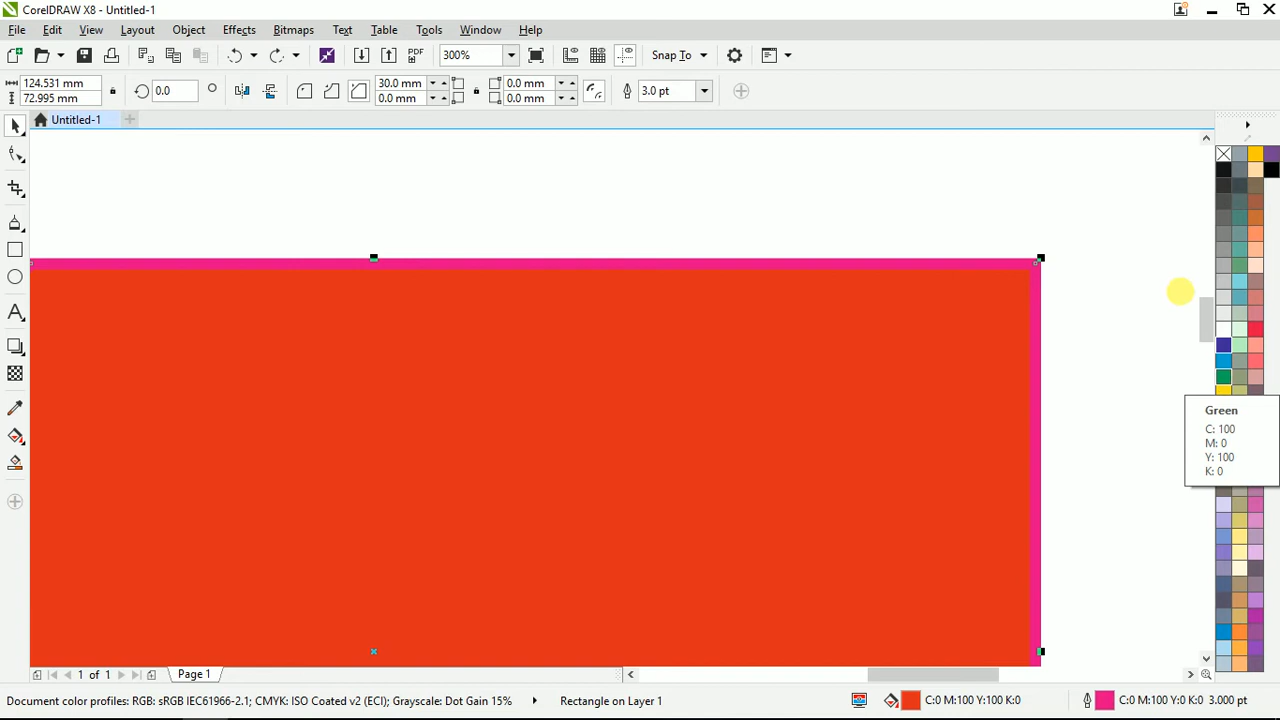 CorelDRAW X8 - Untitled-1
File Edit View Layout Object Effects Bitmaps Text Table Tools Window Help
PDF 300% Snap To
124.531 mm
72.995 mm
0.0
30.0 mm
0.0 mm
0.0 mm
0.0 mm
3.0 pt
Untitled-1
Green
C: 100
M: 0
Y: 100
K: 0
1 of 1
Page 1
Document color profiles: RGB: sRGB IEC61966-2.1; CMYK: ISO Coated v2 (ECI); Grayscale: Dot Gain 15% Rectangle on Layer 1 C:0 M:100 Y:100 K:0 C:0 M:100 Y:0 K:0 3.000 pt